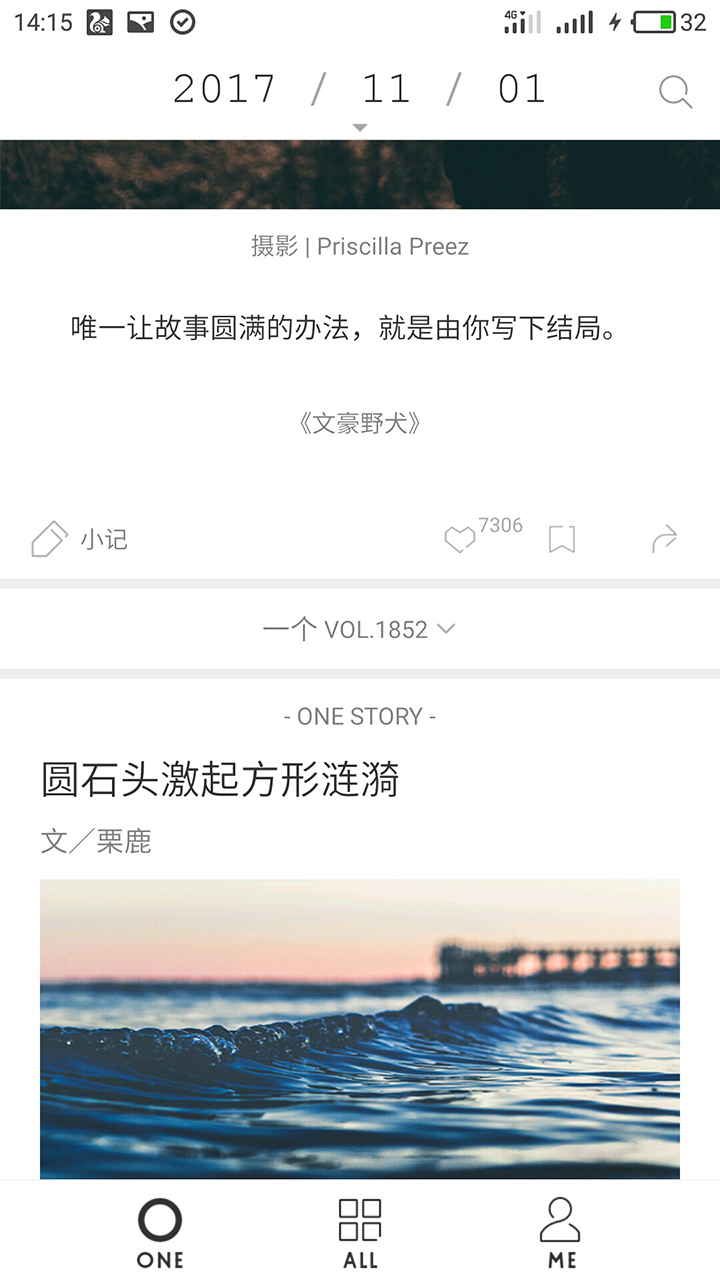 14:15
4G
32
2017 / 11 / 01
摄影 | Priscilla Preez
唯一让故事圆满的办法，就是由你写下结局。
《文豪野犬》
小记
7306
一个 VOL.1852
- ONE STORY -
圆石头激起方形涟漪
文／栗鹿
ONE
ALL
ME